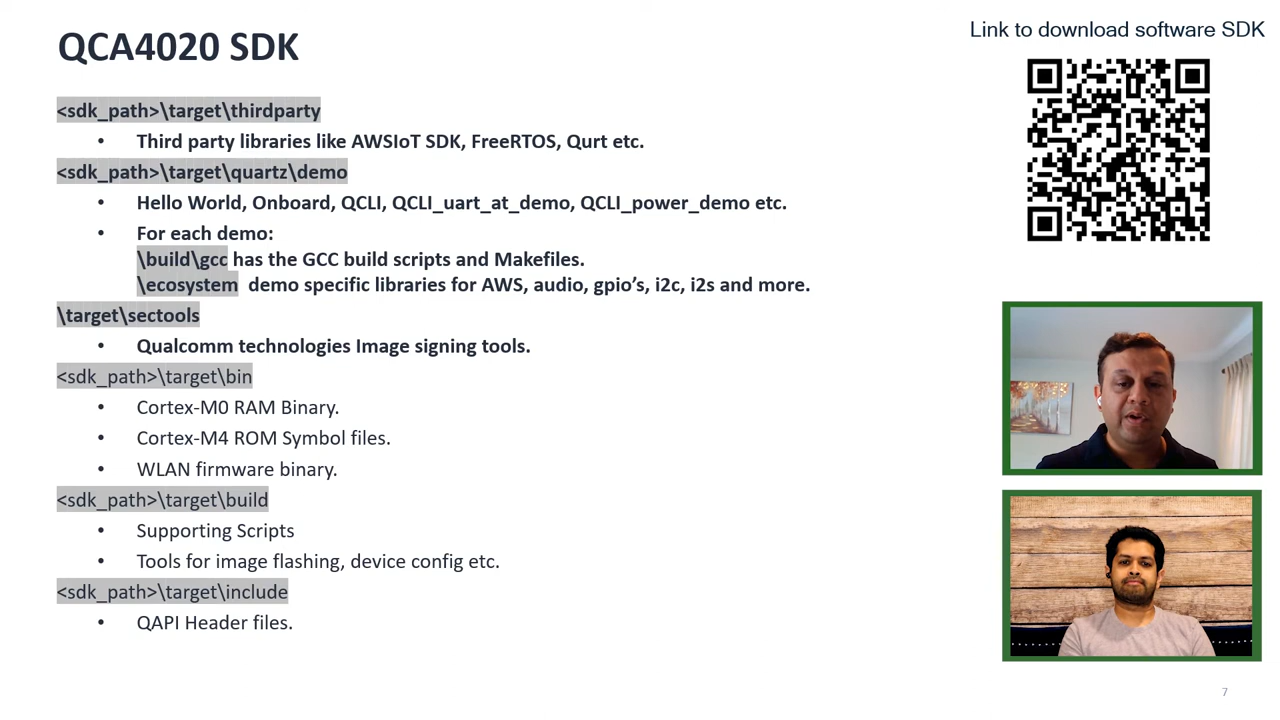 QCA4020 SDK
Link to download software SDK
<sdk_path>\target\thirdparty
• Third party libraries like AWSIoT SDK, FreeRTOS, Qurt etc.
<sdk_path>\target\quartz\demo
• Hello World, Onboard, QCLI, QCLI_uart_at_demo, QCLI_power_demo etc.
• For each demo:
\build\gcc has the GCC build scripts and Makefiles.
\ecosystem demo specific libraries for AWS, audio, gpio’s, i2c, i2s and more.
\target\sectools
• Qualcomm technologies Image signing tools.
<sdk_path>\target\bin
• Cortex-M0 RAM Binary.
• Cortex-M4 ROM Symbol files.
• WLAN firmware binary.
<sdk_path>\target\build
• Supporting Scripts
• Tools for image flashing, device config etc.
<sdk_path>\target\include
• QAPI Header files.
7